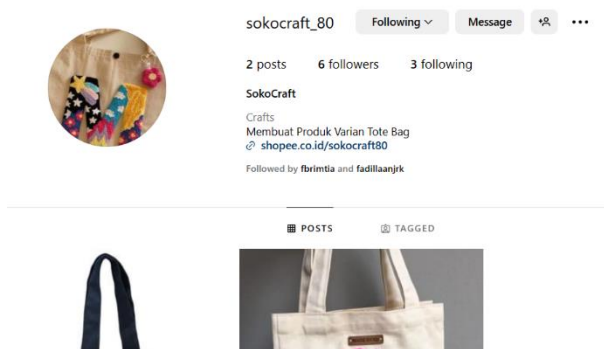 sokocraft_80 Following Message
2 posts 6 followers 3 following
SokoCraft
Crafts
Membuat Produk Varian Tote Bag
shopee.co.id/sokocraft80
Followed by fbrimtia and fadillaanjrk
POSTS TAGGED